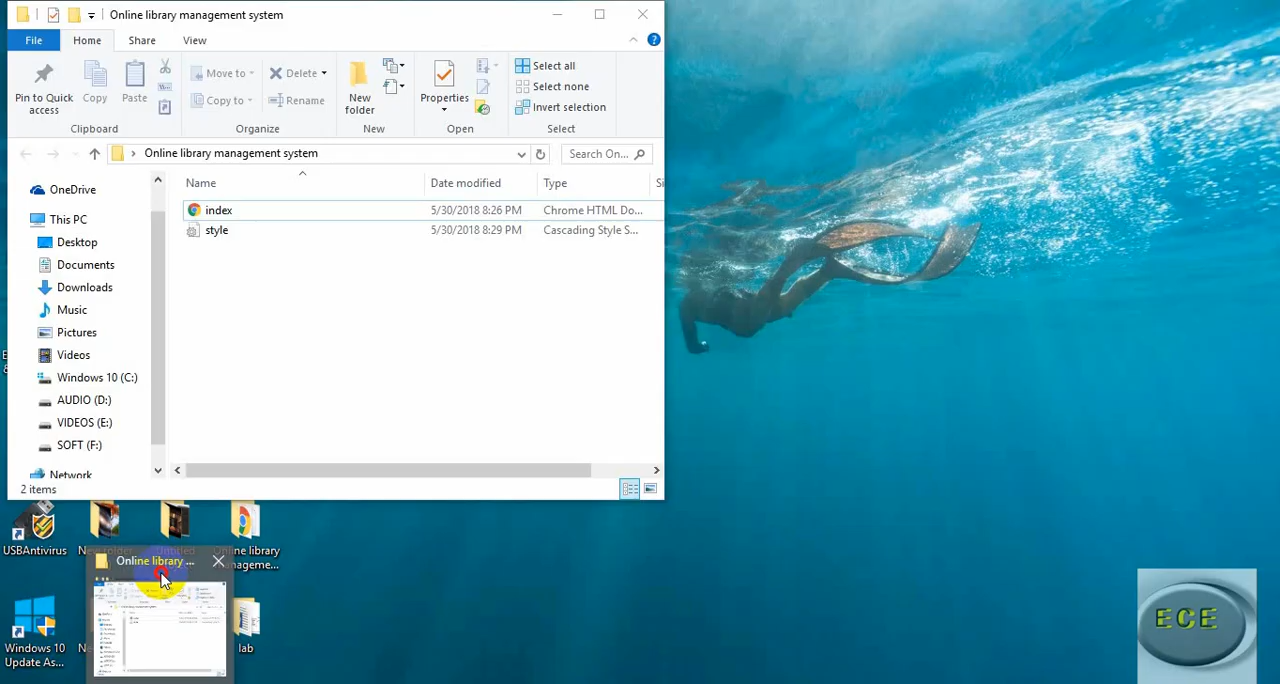 Online library management system
File Home Share View
Pin to Quick access
Copy
Paste
Move to
Copy to
Delete
Rename
New folder
Properties
Select all
Select none
Invert selection
Clipboard Organize New Open Select
Online library management system
Search On...
Name Date modified Type Si
index 5/30/2018 8:26 PM Chrome HTML Do...
style 5/30/2018 8:29 PM Cascading Style S...
OneDrive
This PC
Desktop
Documents
Downloads
Music
Pictures
Videos
Windows 10 (C:)
AUDIO (D:)
VIDEOS (E:)
SOFT (F:)
Network
2 items
USBAntivirus
Online library manageme...
Online library ...
Windows 10 Update As...
lab
ECE